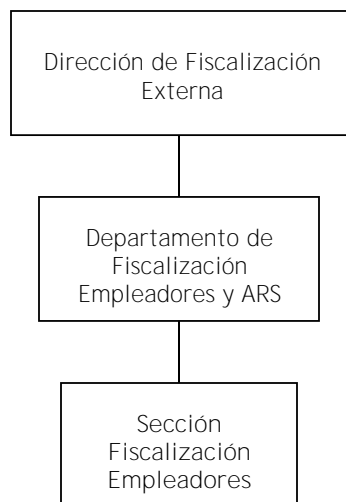 Dirección de Fiscalización
Externa
Departamento de
Fiscalización
Empleadores y ARS
Sección
Fiscalización
Empleadores